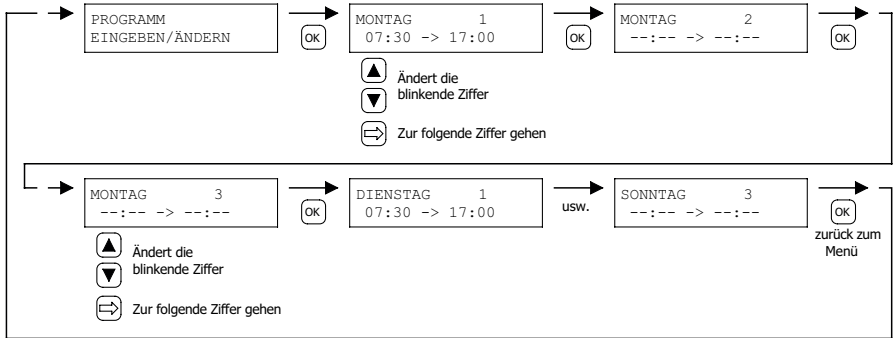 PROGRAMM
EINGEBEN/ÄNDERN
OK
MONTAG 1
07:30 -> 17:00
OK
MONTAG 2
--:-- -> --:--
OK
Ändert die
blinkende Ziffer
Zur folgende Ziffer gehen
MONTAG 3
--:-- -> --:--
OK
DIENSTAG 1
07:30 -> 17:00
usw.
SONNTAG 3
--:-- -> --:--
OK
zurück zum
Menü
Ändert die
blinkende Ziffer
Zur folgende Ziffer gehen